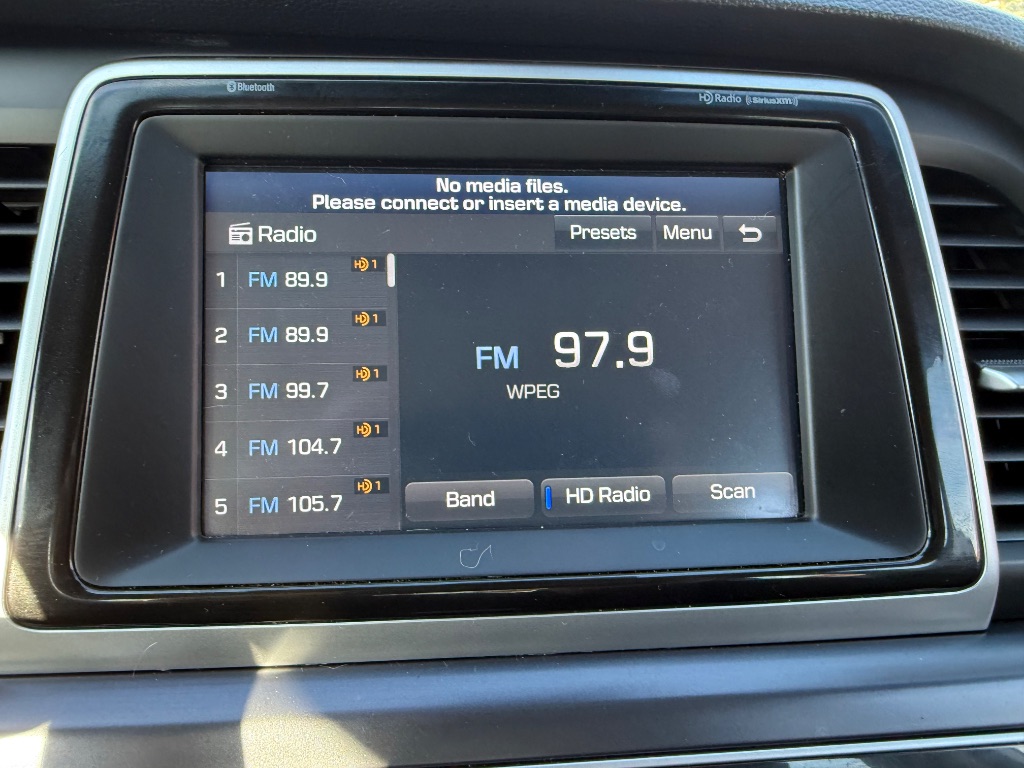 Bluetooth
HD Radio ((SiriusXM))
No media files.
Please connect or insert a media device.
Radio
Presets
Menu
1 FM 89.9 HD 1
2 FM 89.9 HD 1
3 FM 99.7 HD 1
4 FM 104.7 HD 1
5 FM 105.7 HD 1
FM 97.9
WPEG
Band
HD Radio
Scan